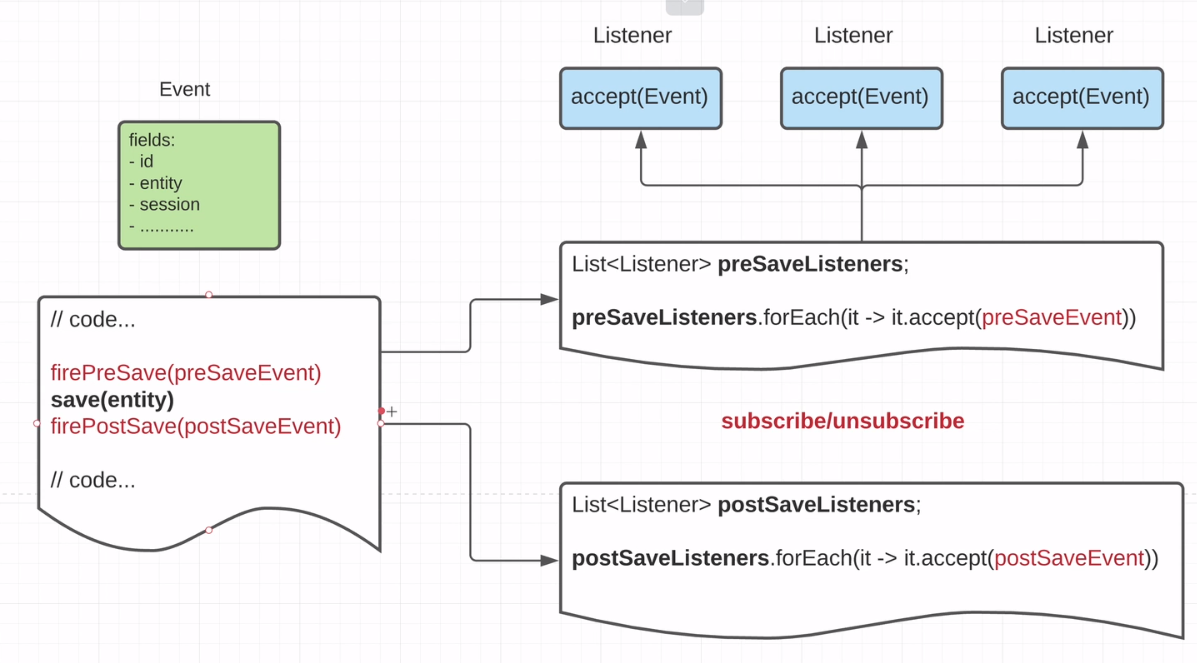 Event
fields:
- id
- entity
- session
- ...........
// code...
firePreSave(preSaveEvent)
save(entity)
firePostSave(postSaveEvent)
// code...
Listener
Listener
Listener
accept(Event)
accept(Event)
accept(Event)
List<Listener> preSaveListeners;
preSaveListeners.forEach(it -> it.accept(preSaveEvent))
subscribe/unsubscribe
List<Listener> postSaveListeners;
postSaveListeners.forEach(it -> it.accept(postSaveEvent))